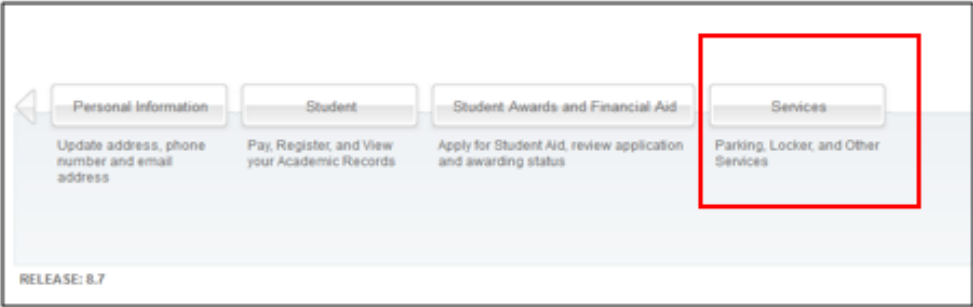 Personal Information
Student
Student Awards and Financial Aid
Services
Update address, phone
number and email
address
Pay, Register, and View
your Academic Records
Apply for Student Aid, review application
and awarding status
Parking, Locker, and Other
Services
RELEASE: 8.7